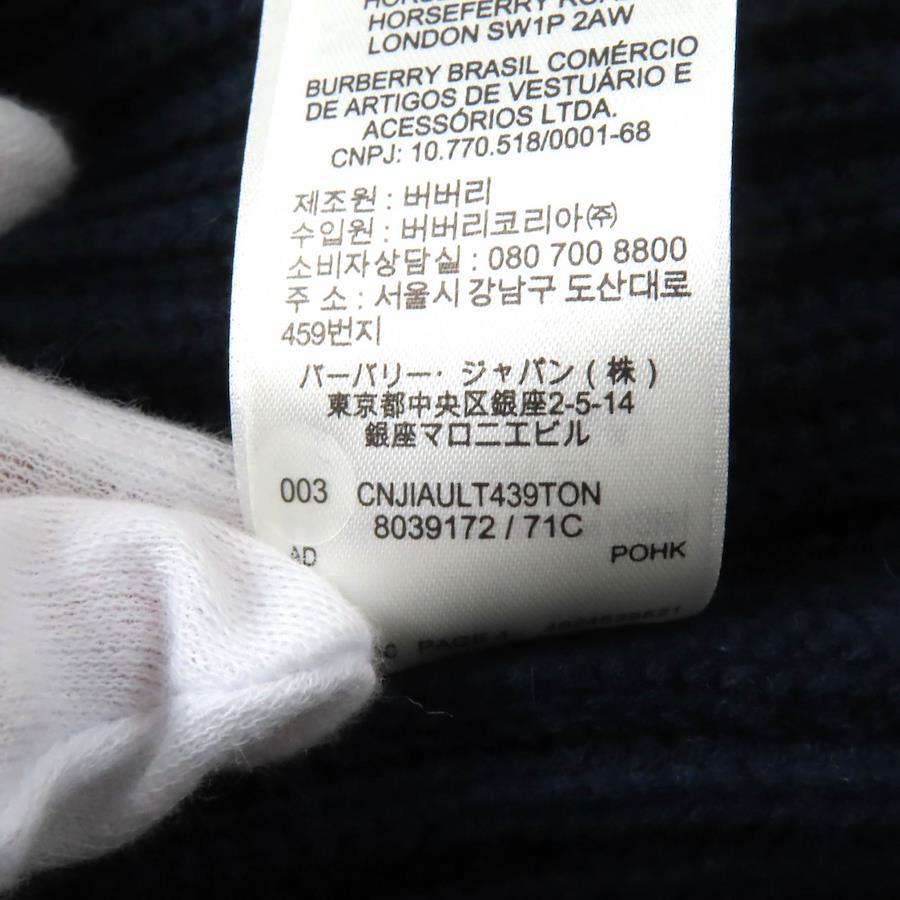 HORSEFERRY
LONDON SW1P 2AW
BURBERRY BRASIL COMÉRCIO
DE ARTIGOS DE VESTUÁRIO E
ACESSÓRIOS LTDA.
CNPJ: 10.770.518/0001-68
제조원 : 버버리
수입원 : 버버리코리아㈜
소비자상담실 : 080 700 8800
주 소 : 서울시 강남구 도산대로
459번지
バーバリー・ジャパン ( 株 )
東京都中央区銀座2-5-14
銀座マロニエビル
003 CNJIAULT439TON
8039172 / 71C
AD POHK
PAGE 4